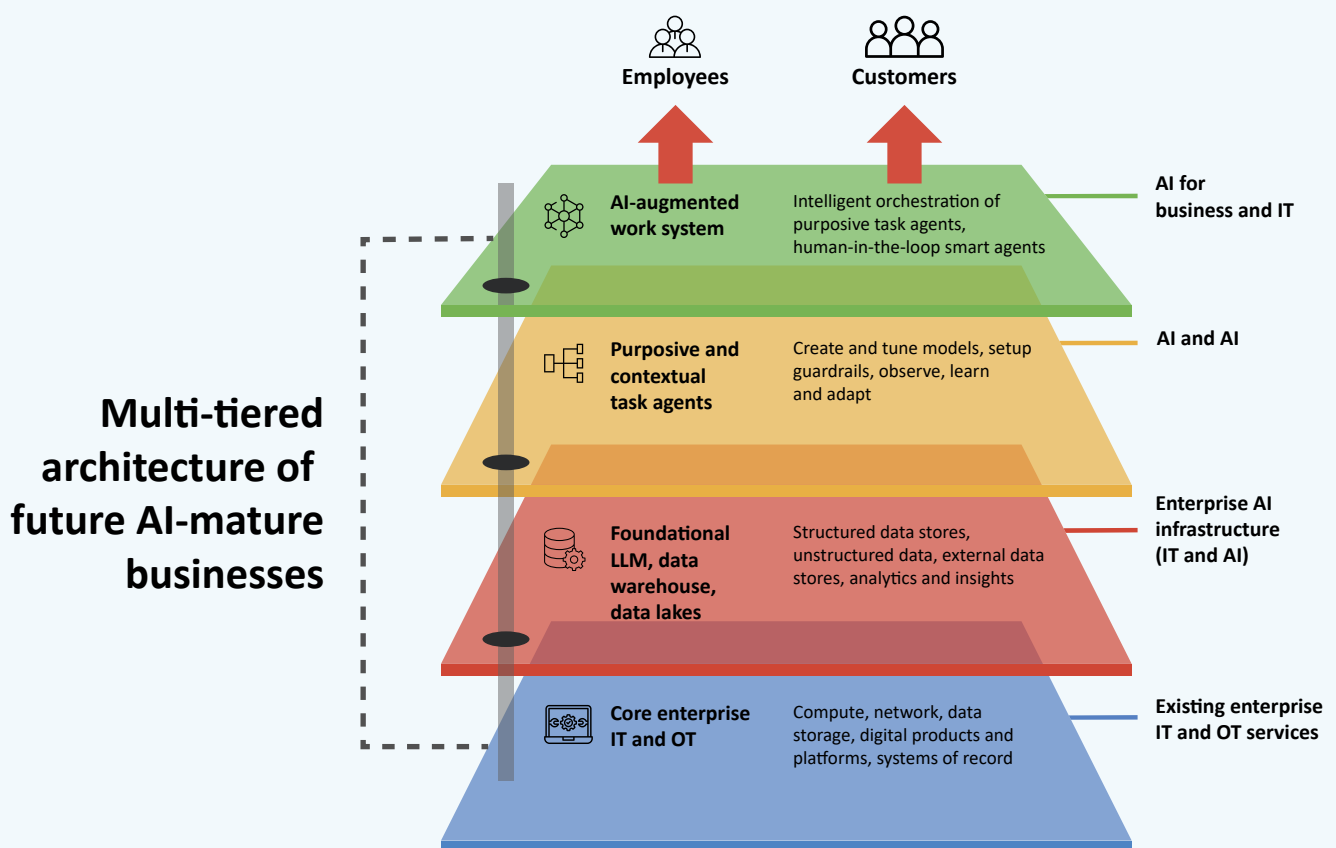 Employees
Customers
AI-augmented
work system
Intelligent orchestration of
purposive task agents,
human-in-the-loop smart agents
AI for
business and IT
Purposive and
contextual
task agents
Create and tune models, setup
guardrails, observe, learn
and adapt
AI and AI
Multi-tiered
architecture of
future AI-mature
businesses
Foundational
LLM, data
warehouse,
data lakes
Structured data stores,
unstructured data, external data
stores, analytics and insights
Enterprise AI
infrastructure
(IT and AI)
Core enterprise
IT and OT
Compute, network, data
storage, digital products and
platforms, systems of record
Existing enterprise
IT and OT services